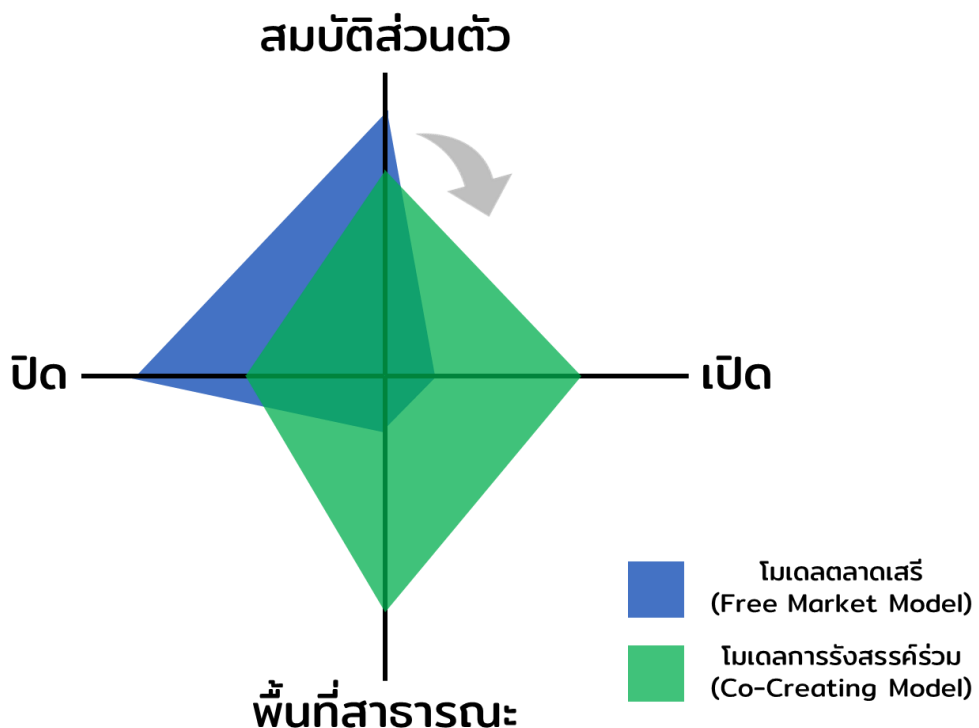 สมบัติส่วนตัว
ปิด
เปิด
โมเดลตลาดเสรี
(Free Market Model)
โมเดลการรังสรรค์ร่วม
(Co-Creating Model)
พื้นที่สาธารณะ